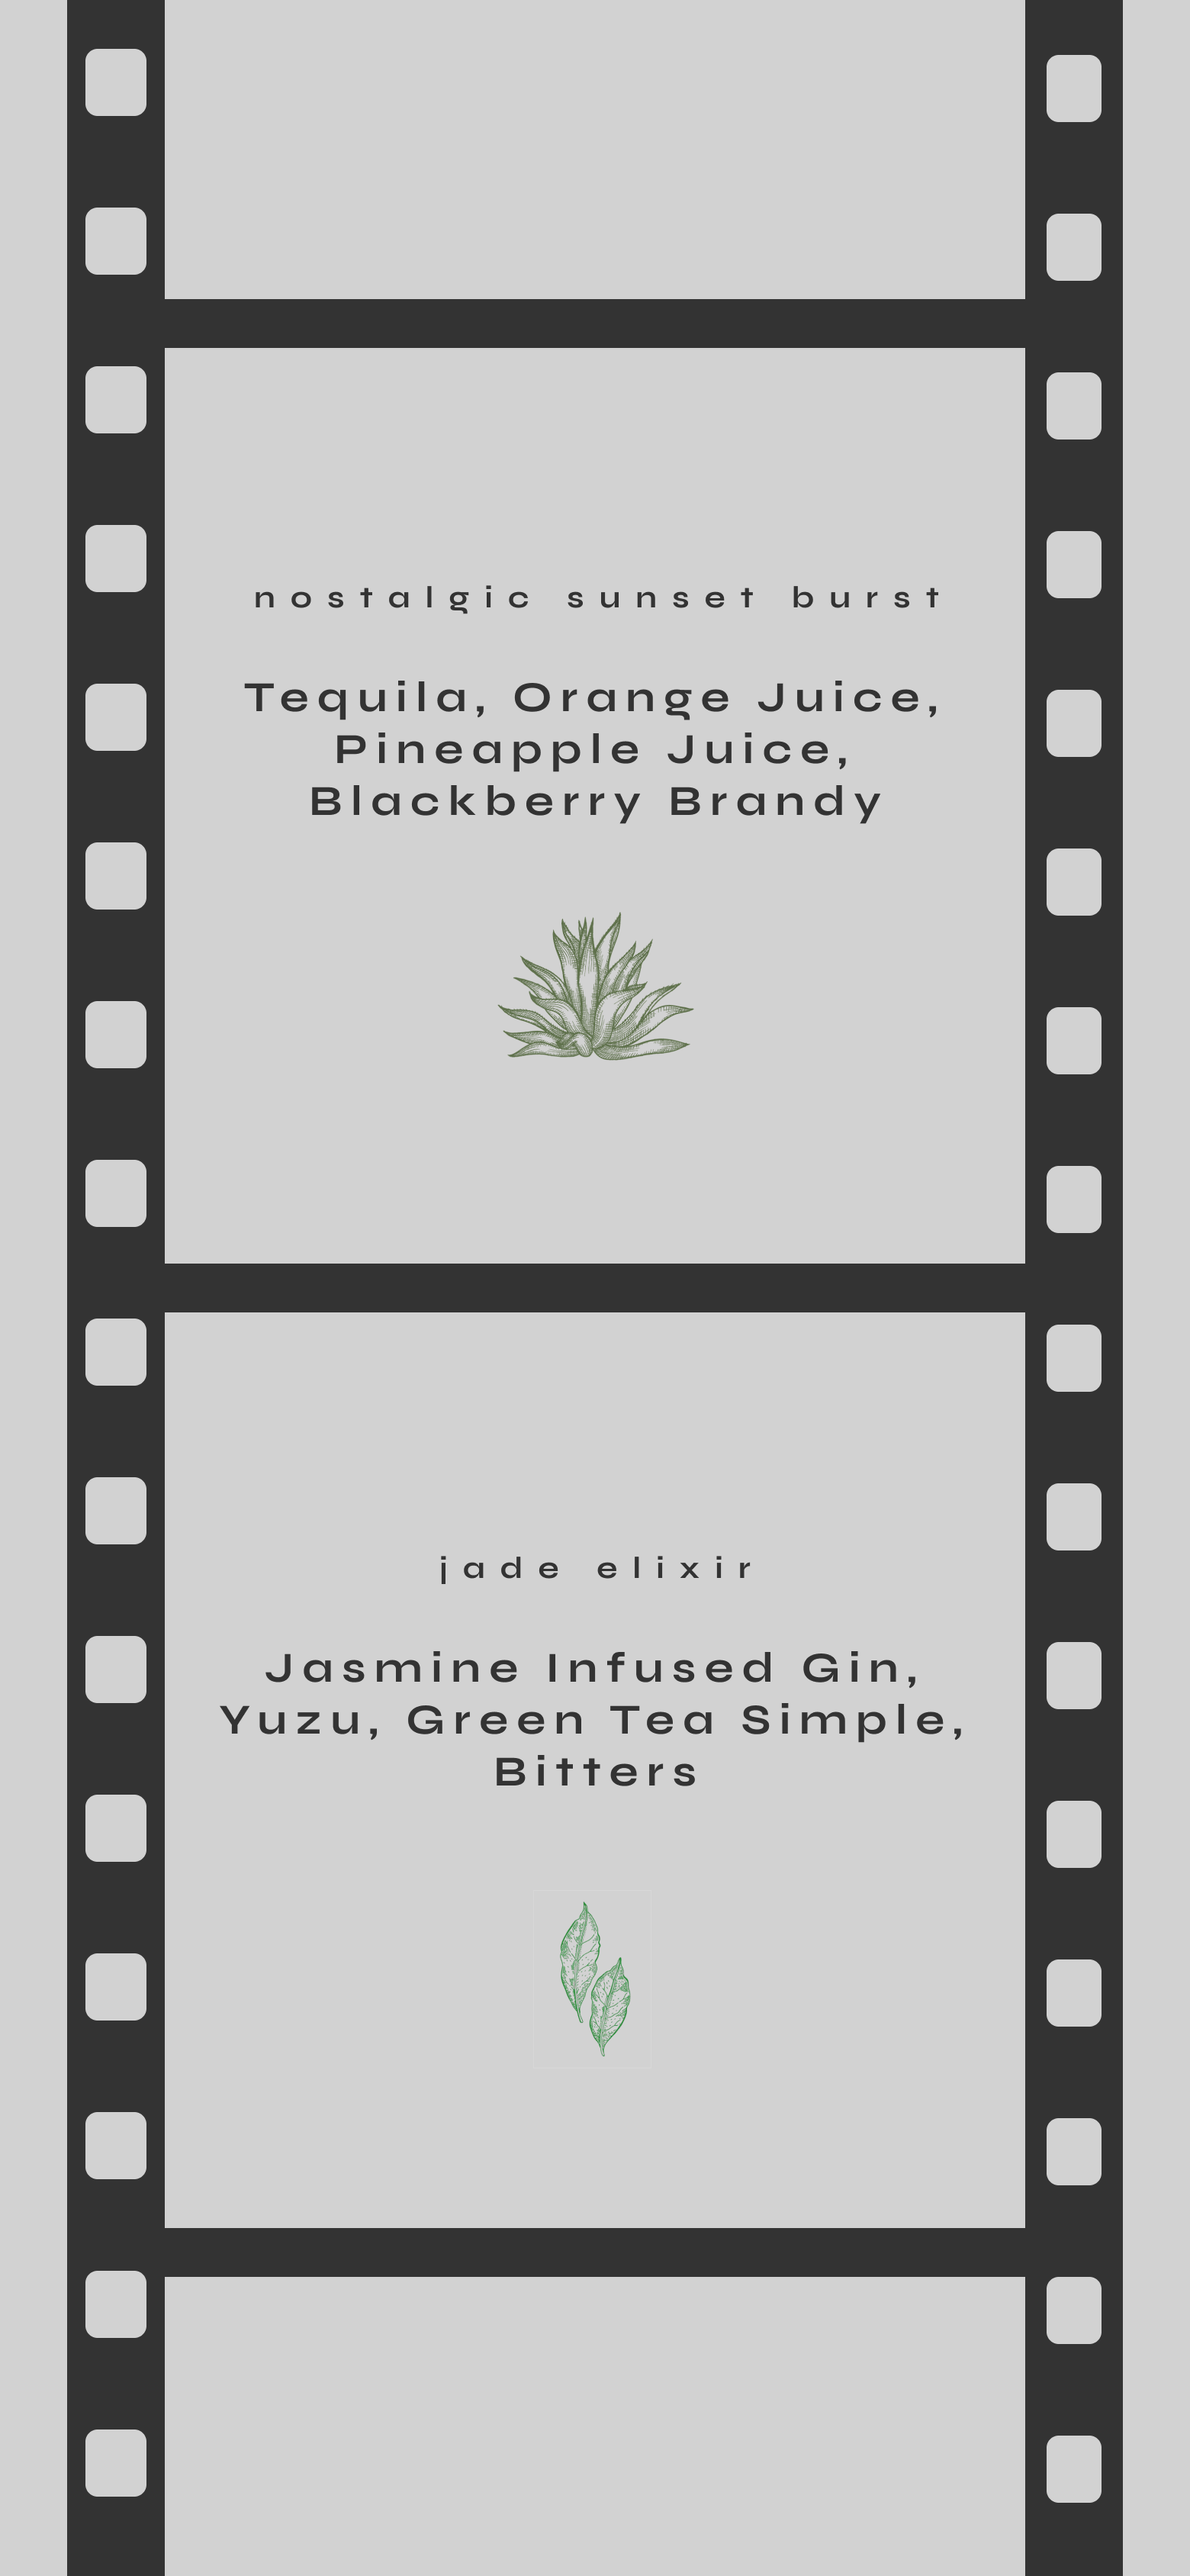 nostalgic sunset burst
Tequila, Orange Juice,
Pineapple Juice,
Blackberry Brandy
jade elixir
Jasmine Infused Gin,
Yuzu, Green Tea Simple,
Bitters